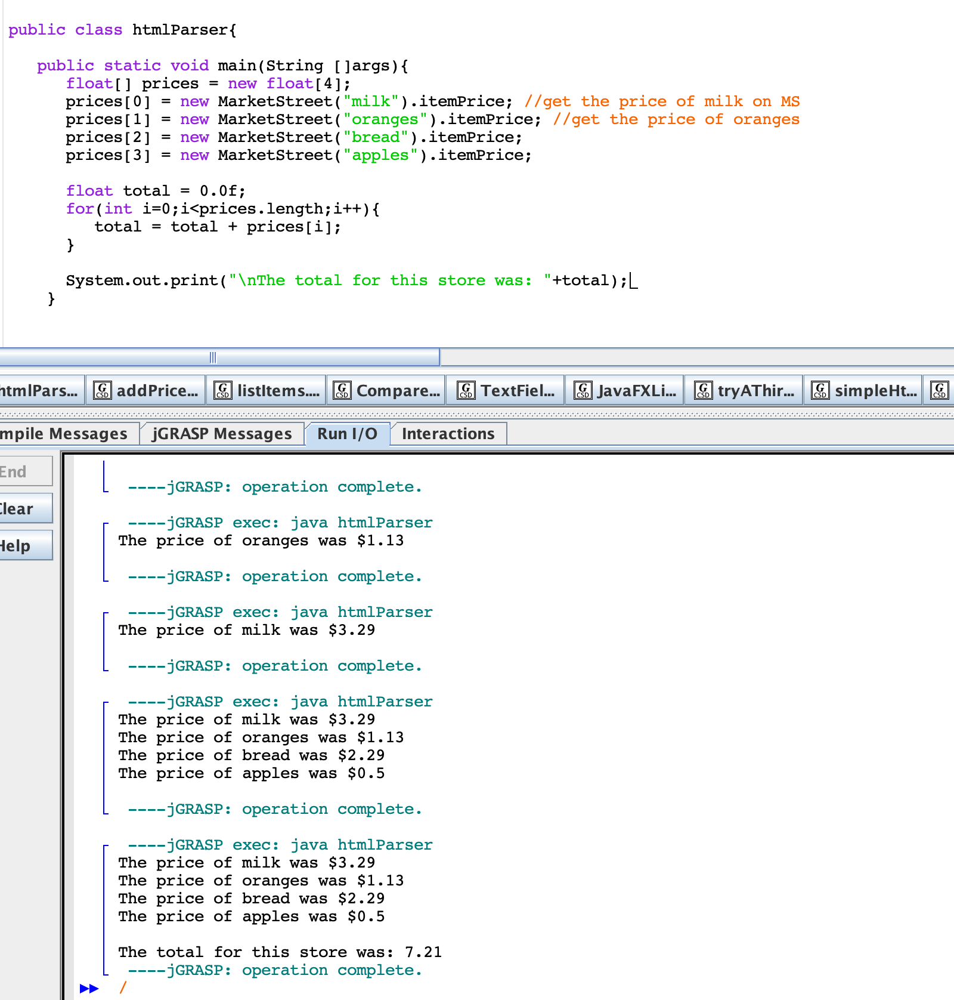 public class htmlParser{
public static void main(String []args){
float[] prices = new float[4];
prices[0] = new MarketStreet("milk").itemPrice; //get the price of milk on MS
prices[1] = new MarketStreet("oranges").itemPrice; //get the price of oranges
prices[2] = new MarketStreet("bread").itemPrice;
prices[3] = new MarketStreet("apples").itemPrice;
float total = 0.0f;
for(int i=0;i<prices.length;i++){
total = total + prices[i];
}
System.out.print("\nThe total for this store was: "+total);
}
htmlPars... addPrice... listItems.... Compare... TextFiel... JavaFXLi... tryAThir... simpleHt...
mpile Messages jGRASP Messages Run I/O Interactions
End
Clear
Help
----jGRASP: operation complete.
----jGRASP exec: java htmlParser
The price of oranges was $1.13
----jGRASP: operation complete.
----jGRASP exec: java htmlParser
The price of milk was $3.29
----jGRASP: operation complete.
----jGRASP exec: java htmlParser
The price of milk was $3.29
The price of oranges was $1.13
The price of bread was $2.29
The price of apples was $0.5
----jGRASP: operation complete.
----jGRASP exec: java htmlParser
The price of milk was $3.29
The price of oranges was $1.13
The price of bread was $2.29
The price of apples was $0.5
The total for this store was: 7.21
----jGRASP: operation complete.
/